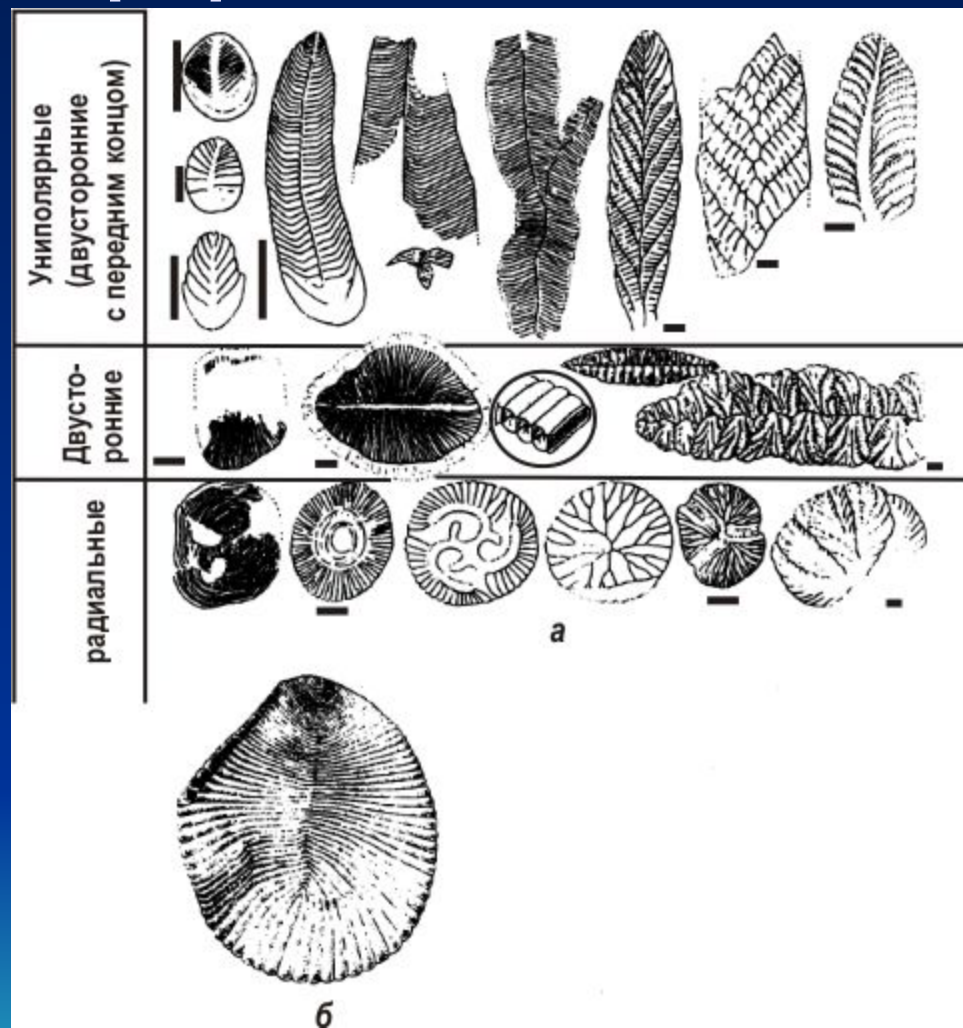 Униполярные
(двусторонние
с передним концом)
Двусто-
ронние
радиальные
а
б